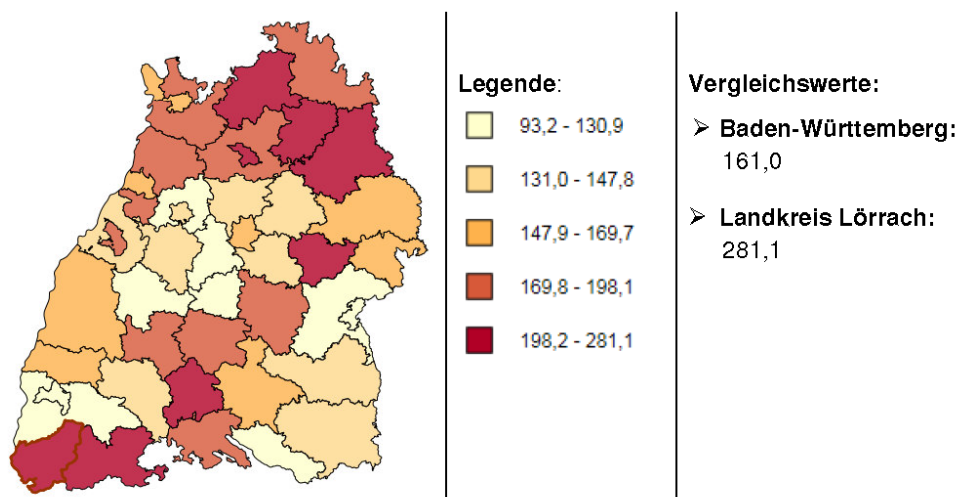 Legende:
93,2 - 130,9
131,0 - 147,8
147,9 - 169,7
169,8 - 198,1
198,2 - 281,1
Vergleichswerte:
➢ Baden-Württemberg:
161,0
➢ Landkreis Lörrach:
281,1